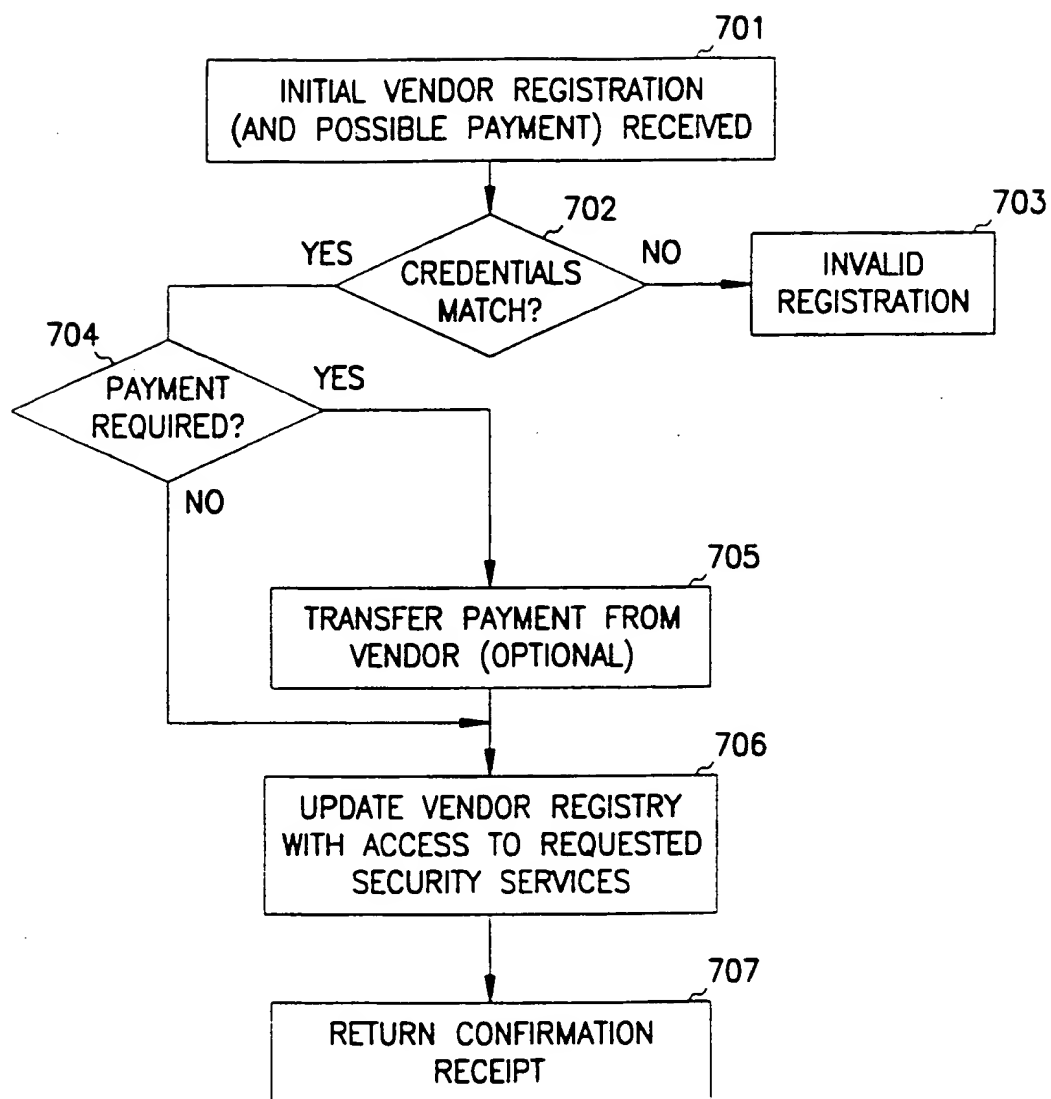 701
INITIAL VENDOR REGISTRATION
(AND POSSIBLE PAYMENT) RECEIVED
702
YES
CREDENTIALS
MATCH?
NO
703
INVALID
REGISTRATION
704
PAYMENT
REQUIRED?
YES
NO
705
TRANSFER PAYMENT FROM
VENDOR (OPTIONAL)
706
UPDATE VENDOR REGISTRY
WITH ACCESS TO REQUESTED
SECURITY SERVICES
707
RETURN CONFIRMATION
RECEIPT